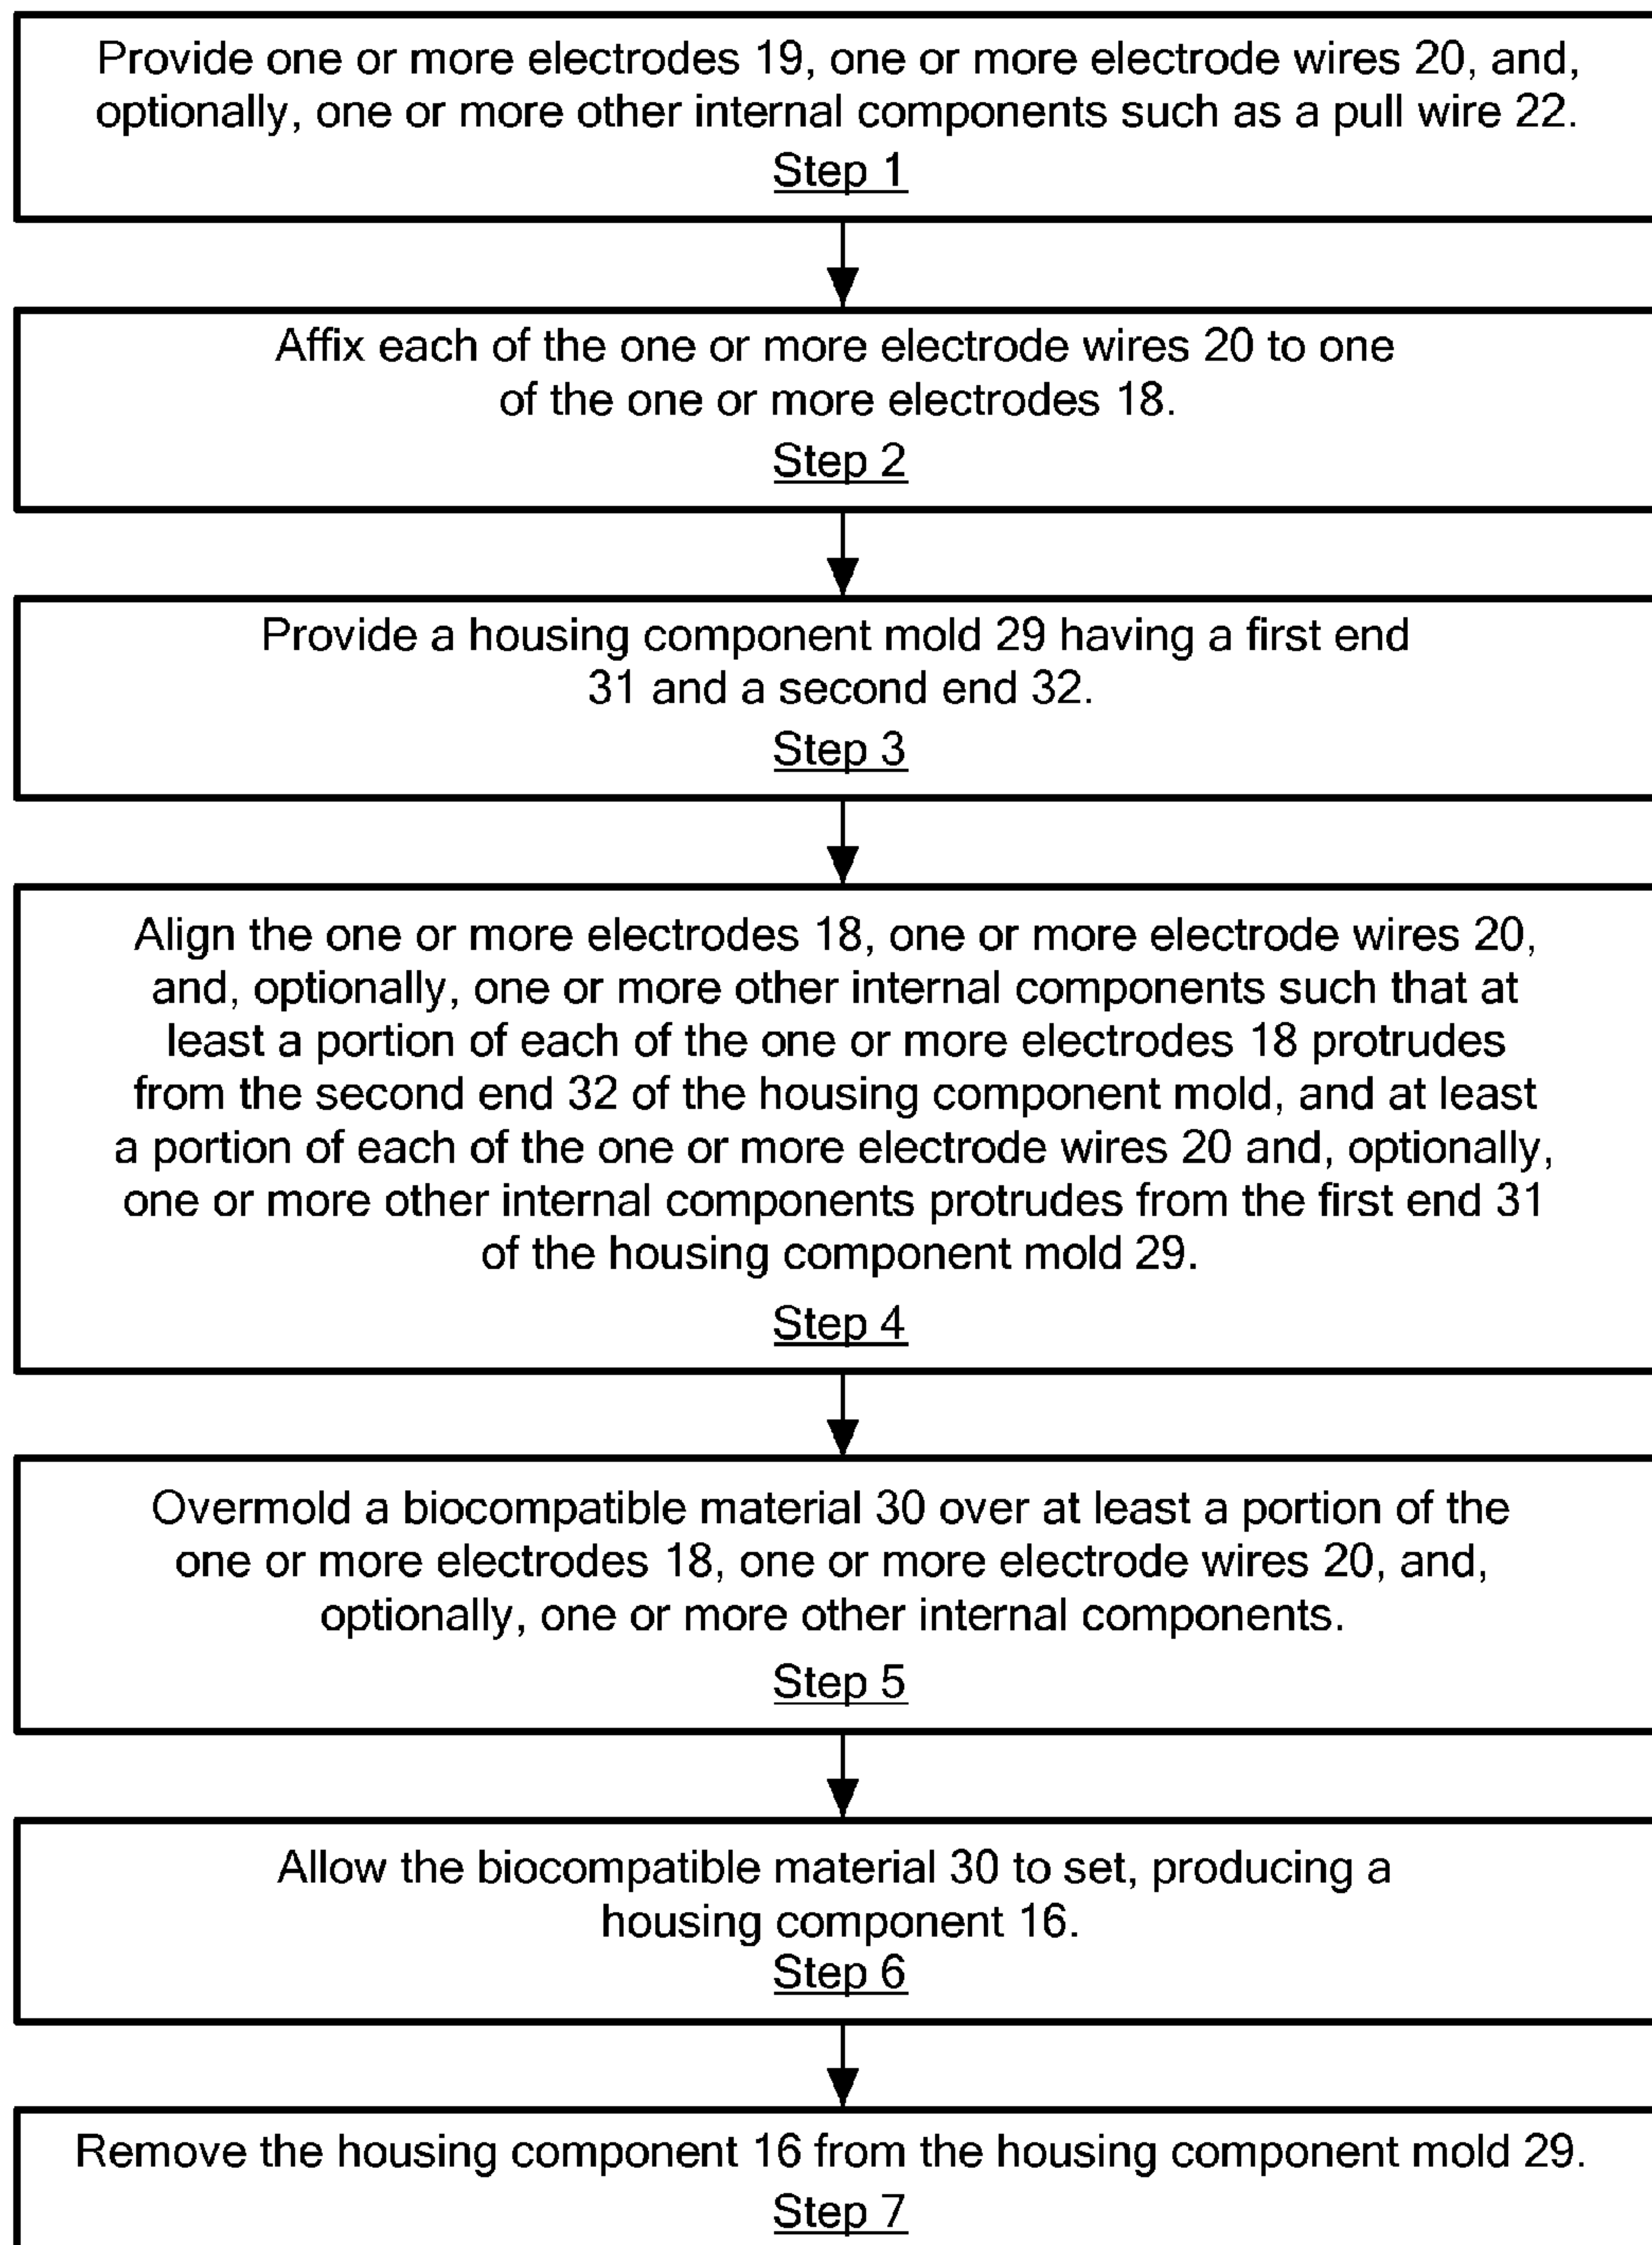 Provide one or more electrodes 19, one or more electrode wires 20, and,
optionally, one or more other internal components such as a pull wire 22.
Step 1
Affix each of the one or more electrode wires 20 to one
of the one or more electrodes 18.
Step 2
Provide a housing component mold 29 having a first end
31 and a second end 32.
Step 3
Align the one or more electrodes 18, one or more electrode wires 20,
and, optionally, one or more other internal components such that at
least a portion of each of the one or more electrodes 18 protrudes
from the second end 32 of the housing component mold, and at least
a portion of each of the one or more electrode wires 20 and, optionally,
one or more other internal components protrudes from the first end 31
of the housing component mold 29.
Step 4
Overmold a biocompatible material 30 over at least a portion of the
one or more electrodes 18, one or more electrode wires 20, and,
optionally, one or more other internal components.
Step 5
Allow the biocompatible material 30 to set, producing a
housing component 16.
Step 6
Remove the housing component 16 from the housing component mold 29.
Step 7